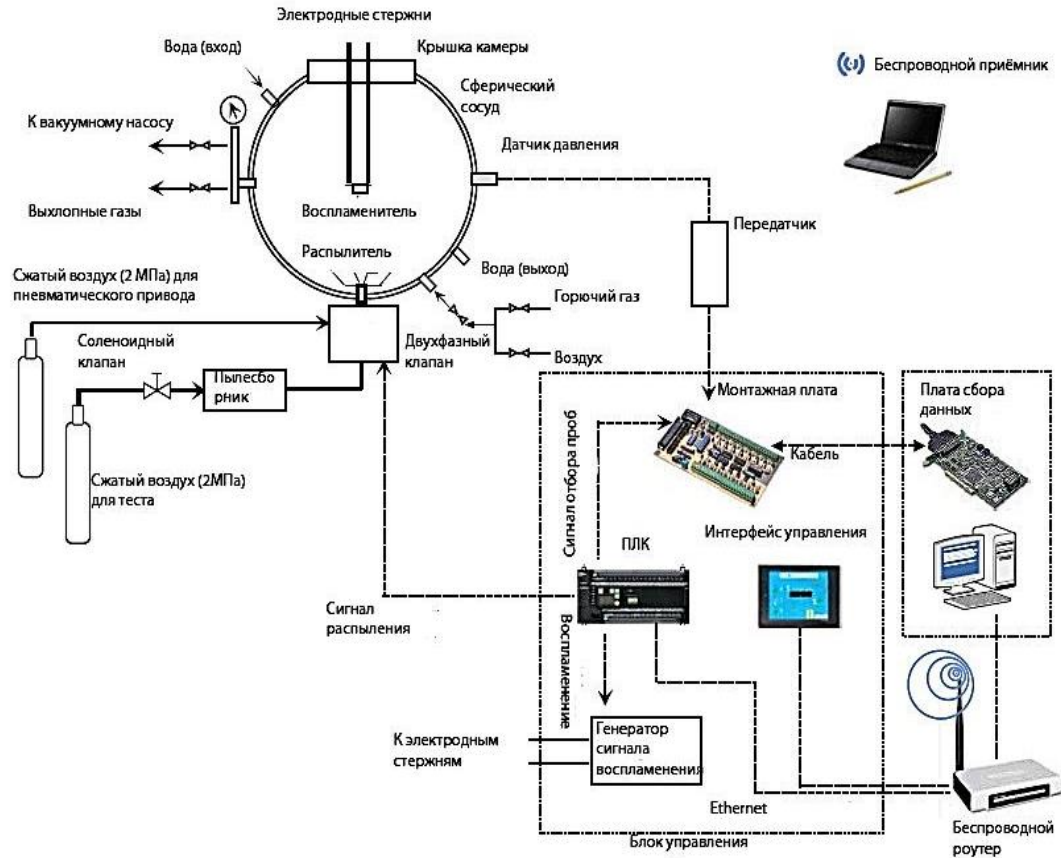 Электродные стержни
Вода (вход)
Крышка камеры
Сферический
сосуд
Беспроводной приёмник
К вакуумному насосу
Датчик давления
Выхлопные газы
Воспламенитель
Передатчик
Распылитель
Сжатый воздух (2 МПа) для
пневматического привода
Вода (выход)
Горючий газ
Соленоидный
клапан
Двухфазный
клапан
Воздух
Пылесбо
рник
Монтажная плата
Плата сбора
данных
Кабель
Сжатый воздух (2МПа)
для теста
Сигнал отбора проб
Интерфейс управления
ПЛК
Сигнал
распыления
Воспламенение
К электродным
стержням
Генератор
сигнала
воспламенения
Ethernet
Блок управления
Беспроводной
роутер